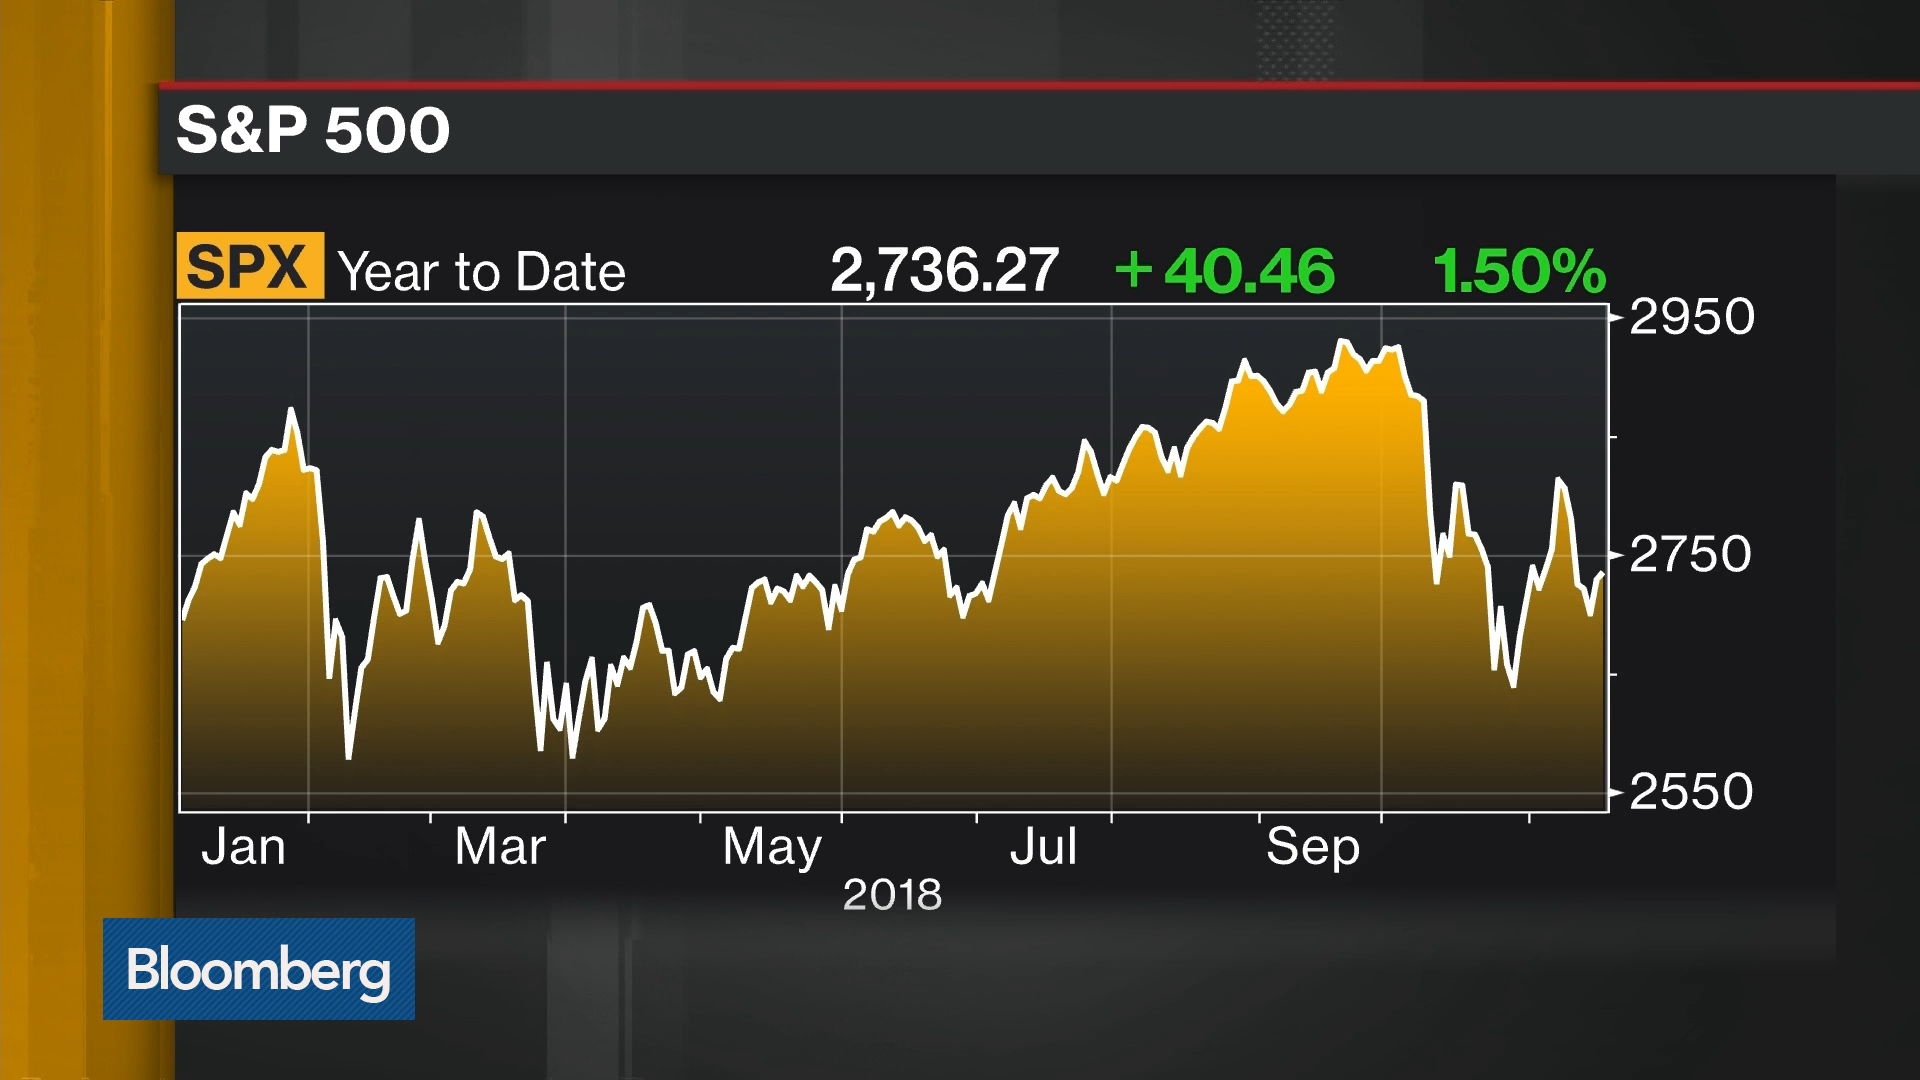 S&P 500
SPX Year to Date 2,736.27 +40.46 1.50%
2950
2750
2550
Jan Mar May Jul Sep
2018
Bloomberg